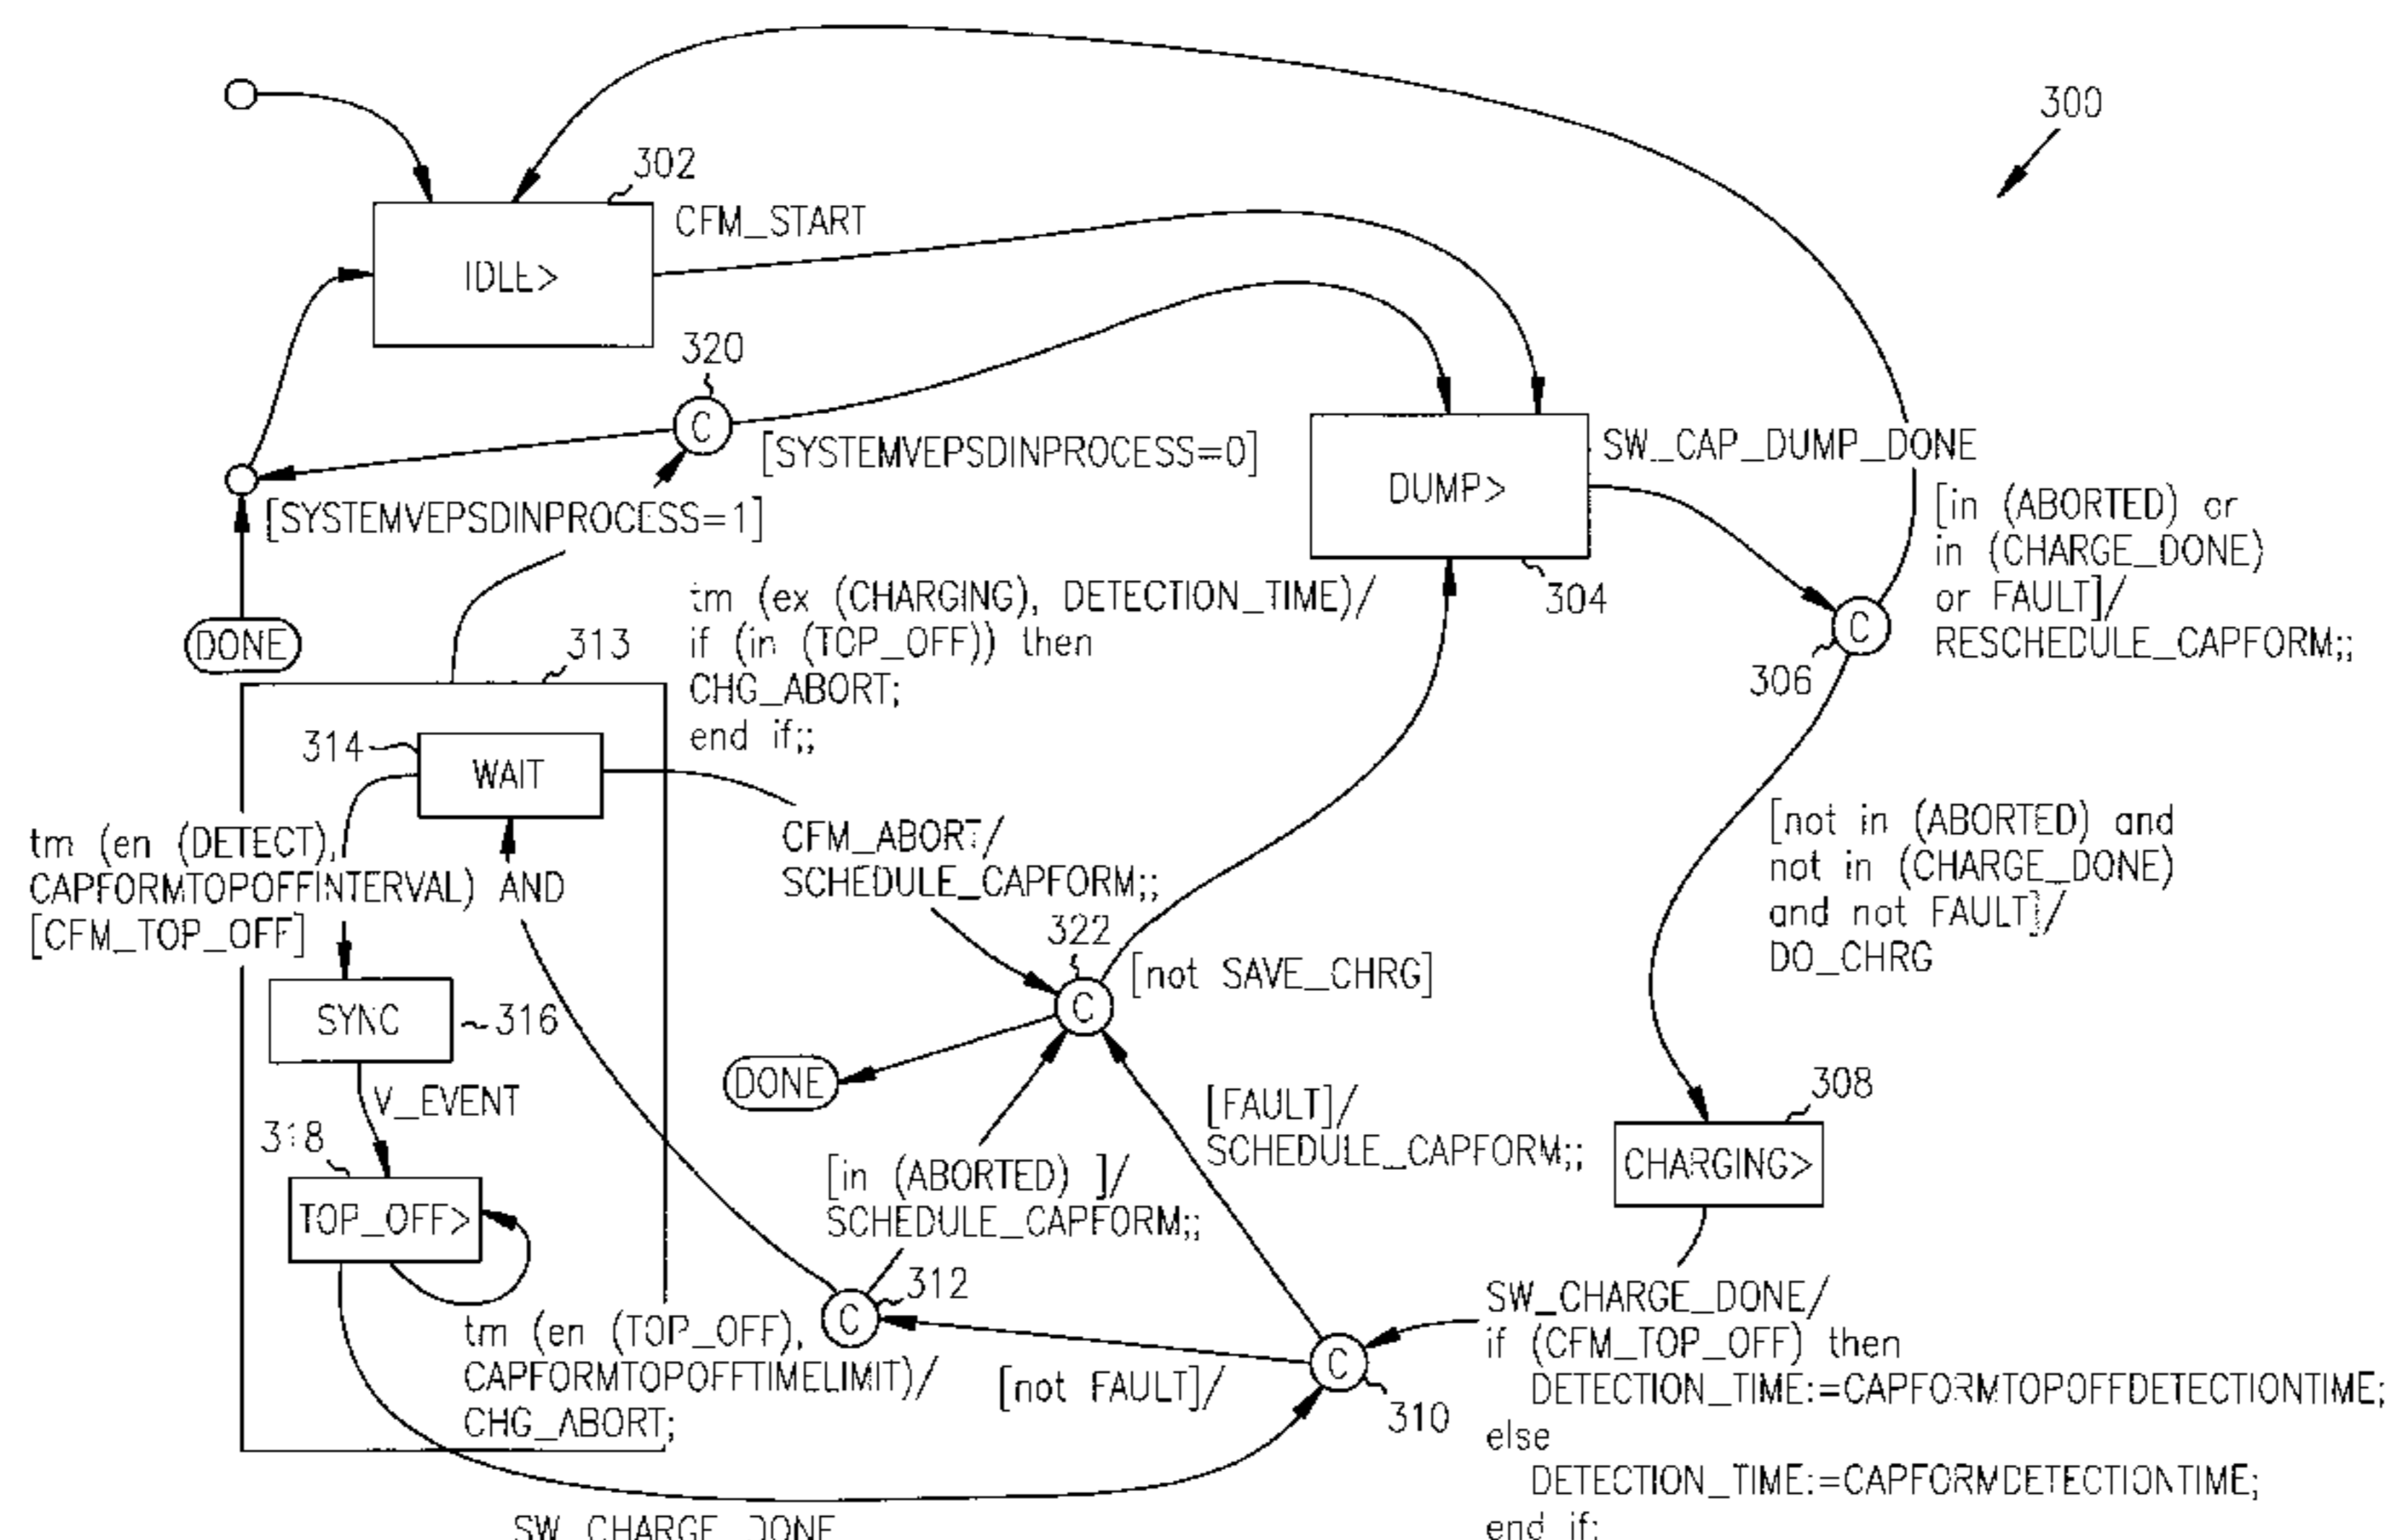 300
302
CFM_START
IDLE>
320
C
[SYSTEMVEPSDINPROCESS=0]
[SYSTEMVEPSDINPROCESS=1]
DONE
DUMP>
304
SW_CAP_DUMP_DONE
[in (ABORTED) or
in (CHARGE_DONE)
or FAULT]/
RESCHEDULE_CAPFORM;;
C
306
tm (ex (CHARGING), DETECTION_TIME)/
if (in (TOP_OFF)) then
CHG_ABORT;
end if;;
313
314
WAIT
tm (en (DETECT),
CAPFORMTOPOFFINTERVAL) AND
[CFM_TOP_OFF]
CFM_ABORT/
SCHEDULE_CAPFORM;;
322
C
[not SAVE_CHRG]
[not in (ABORTED) and
not in (CHARGE_DONE)
and not FAULT]/
DO_CHRG
SYNC
316
DONE
V_EVENT
318
TOP_OFF>
[FAULT]/
SCHEDULE_CAPFORM;;
308
CHARGING>
[in (ABORTED) ]/
SCHEDULE_CAPFORM;;
312
C
tm (en (TOP_OFF),
CAPFORMTOPOFFTIMELIMIT)/
CHG_ABORT;
[not FAULT]/
C
310
SW_CHARGE_DONE/
if (CFM_TOP_OFF) then
DETECTION_TIME:=CAPFORMTOPOFFDETECTIONTIME;
else
DETECTION_TIME:=CAPFORMDETECTIONTIME;
end if;
SW_CHARGE_DONE